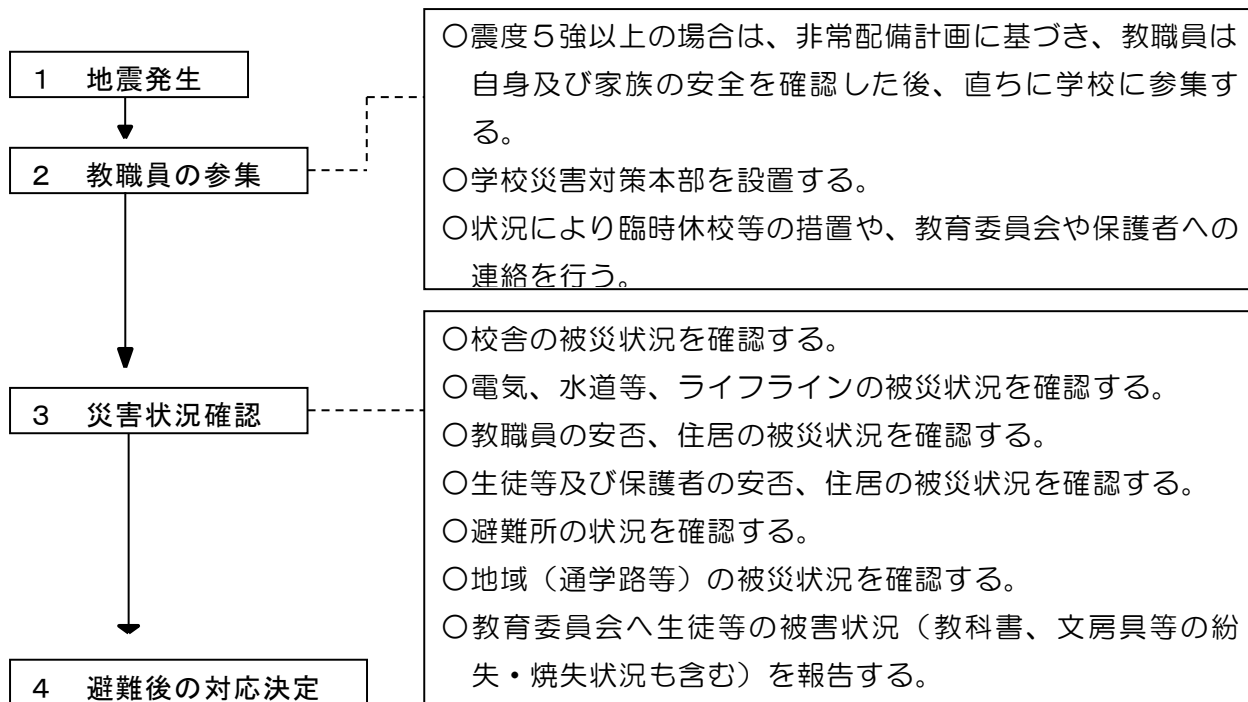 １　地震発生
２　教職員の参集
○震度５強以上の場合は、非常配備計画に基づき、教職員は
自身及び家族の安全を確認した後、直ちに学校に参集す
る。
○学校災害対策本部を設置する。
○状況により臨時休校等の措置や、教育委員会や保護者への
連絡を行う。
３　災害状況確認
○校舎の被災状況を確認する。
○電気、水道等、ライフラインの被災状況を確認する。
○教職員の安否、住居の被災状況を確認する。
○生徒等及び保護者の安否、住居の被災状況を確認する。
○避難所の状況を確認する。
○地域（通学路等）の被災状況を確認する。
○教育委員会へ生徒等の被害状況（教科書、文房具等の紛
失・焼失状況も含む）を報告する。
４　避難後の対応決定